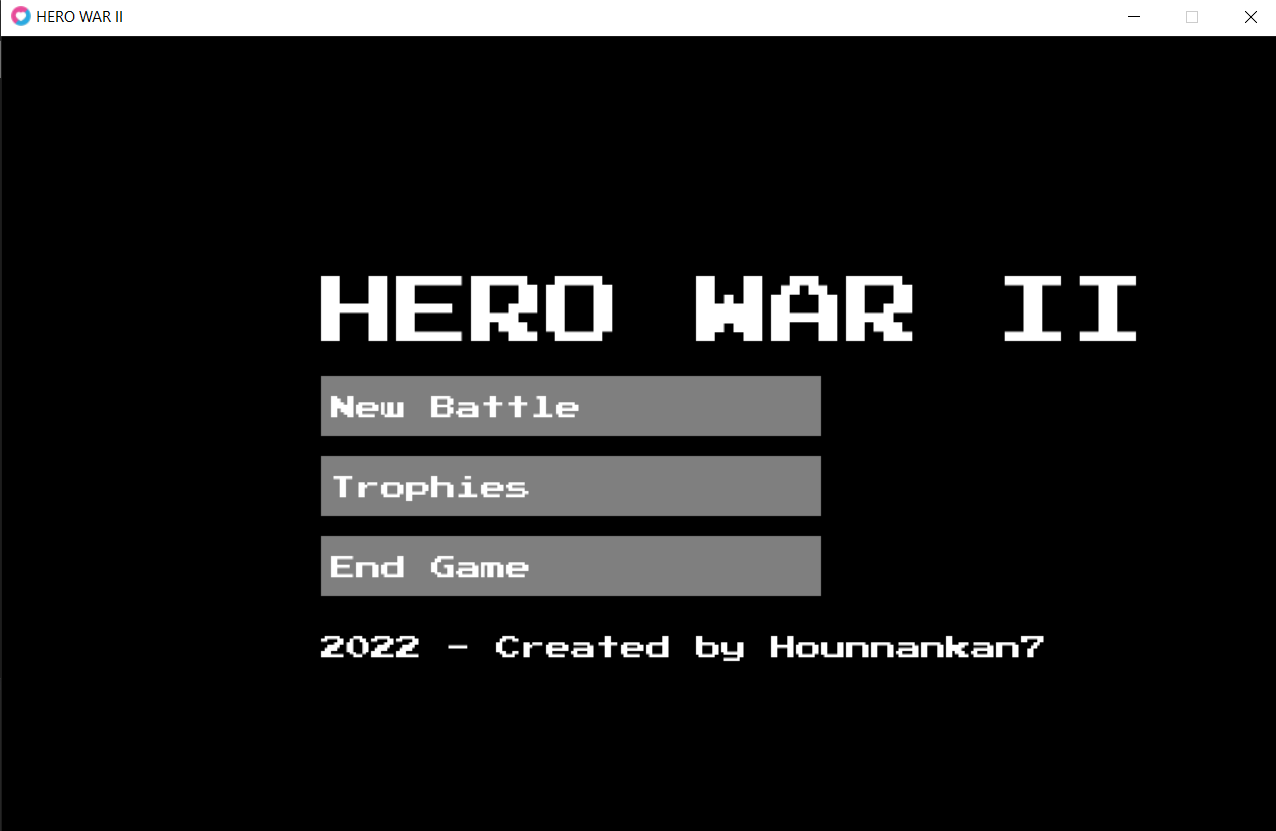 HERO WAR II
HERO WAR II
New Battle
Trophies
End Game
2022 - Created by Hounnankan7